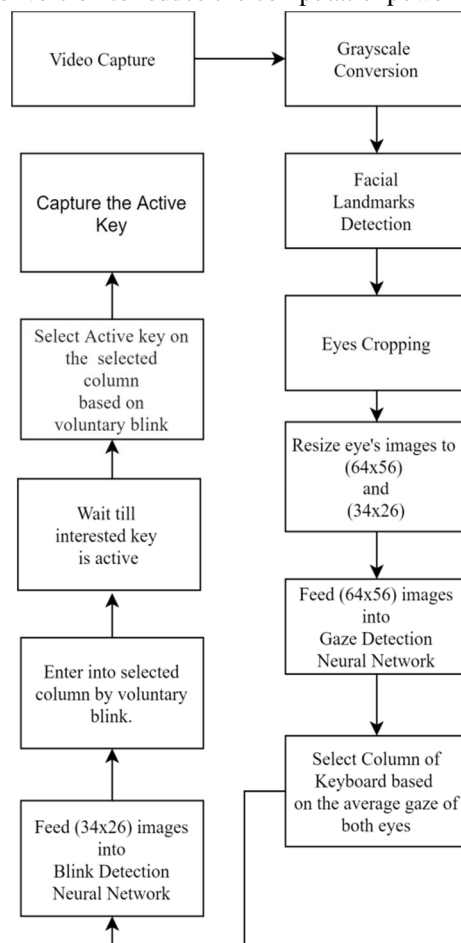 Video Capture
Grayscale
Conversion
Facial
Landmarks
Detection
Eyes Cropping
Resize eye's images to
(64x56)
and
(34x26)
Feed (64x56) images
into
Gaze Detection
Neural Network
Select Column of
Keyboard based
on the average gaze of
both eyes
Feed (34x26) images
into
Blink Detection
Neural Network
Enter into selected
column by voluntary
blink.
Wait till
interested key
is active
Select Active key on
the selected
column
based on
voluntary blink
Capture the Active
Key